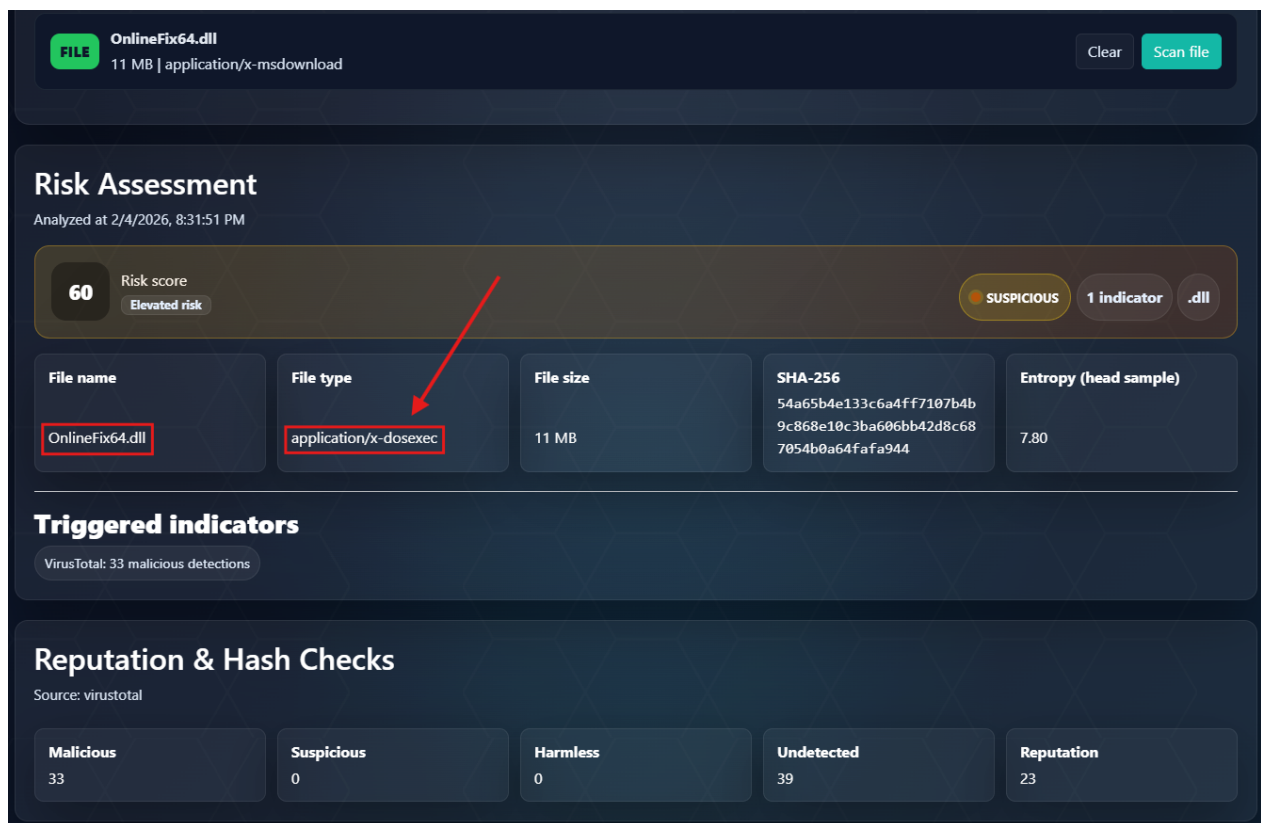 FILE
OnlineFix64.dll
11 MB | application/x-msdownload
Clear
Scan file
Risk Assessment
Analyzed at 2/4/2026, 8:31:51 PM
60
Risk score
Elevated risk
SUSPICIOUS
1 indicator
.dll
File name
OnlineFix64.dll
File type
application/x-dosexec
File size
11 MB
SHA-256
54a65b4e133c6a4ff7107b4b
9c868e10c3ba606bb42d8c68
7054b0a64fafa944
Entropy (head sample)
7.80
Triggered indicators
VirusTotal: 33 malicious detections
Reputation & Hash Checks
Source: virustotal
Malicious
33
Suspicious
0
Harmless
0
Undetected
39
Reputation
23